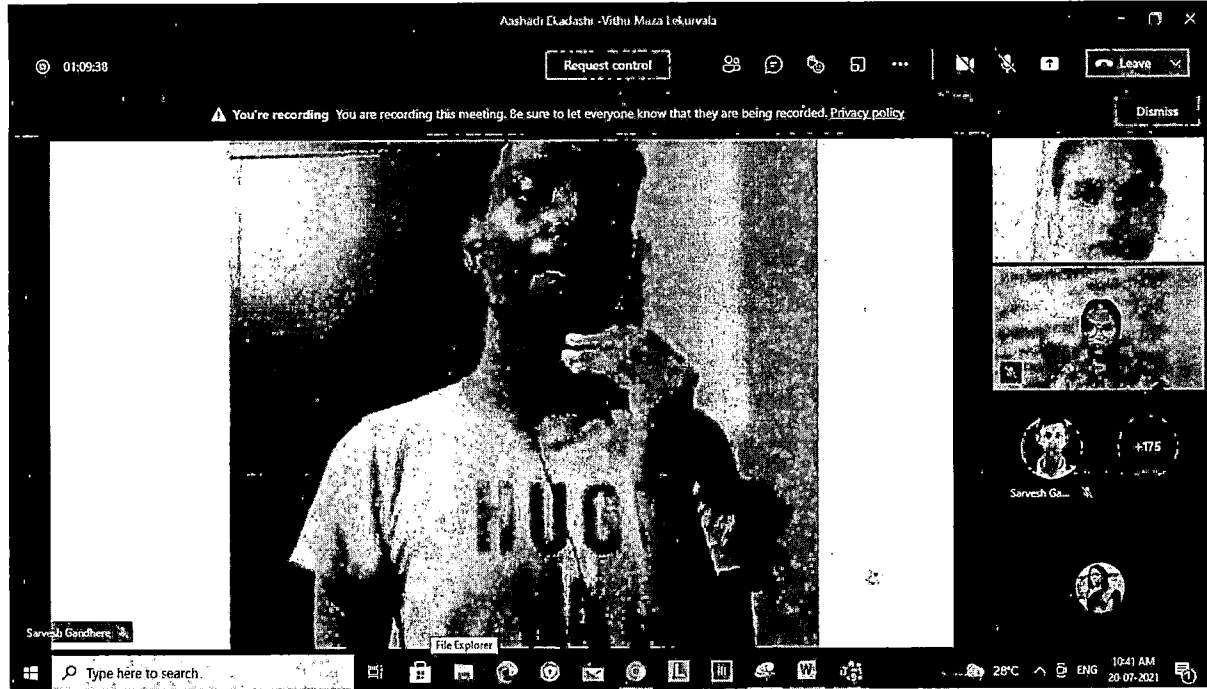 Aashadi Ekadashi -Vithu Maza Lekurvala
01:09:38
Request control
Leave
You're recording You are recording this meeting. Be sure to let everyone know that they are being recorded. Privacy policy
Dismiss
HUG
+175
Sarvesh Ga...
Sarvesh Gandhere
File Explorer
Type here to search
28°C
ENG
10:41 AM
20-07-2021